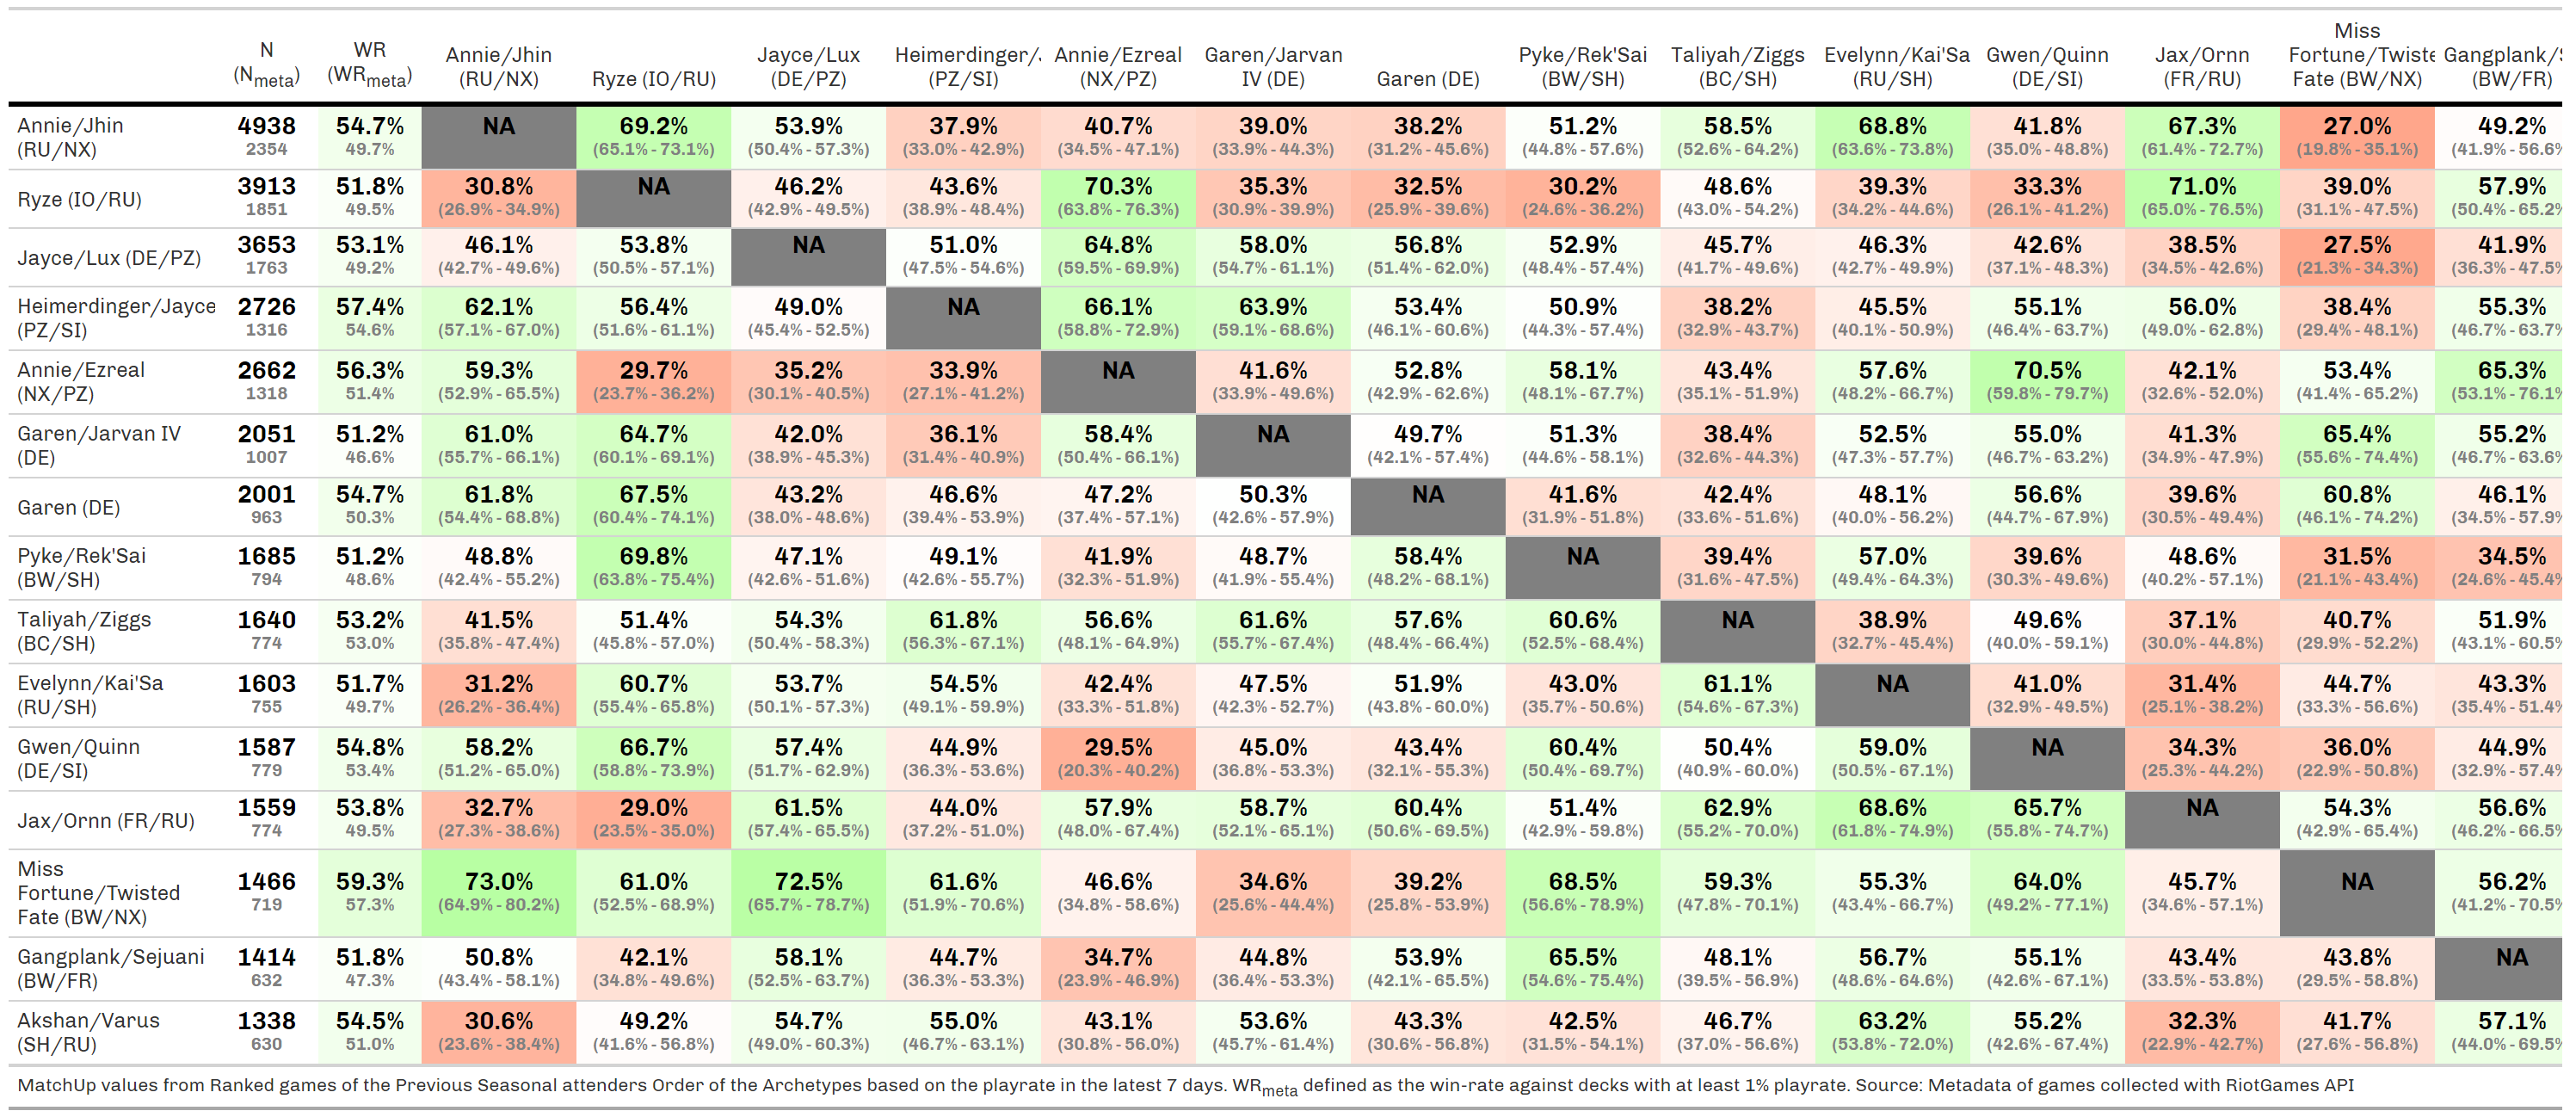 N (Nmeta) WR (WRmeta) Annie/Jhin (RU/NX) Ryze (IO/RU) Jayce/Lux (DE/PZ) Heimerdinger/J (PZ/SI) Annie/Ezreal (NX/PZ) Garen/Jarvan IV (DE) Garen (DE) Pyke/Rek'Sai (BW/SH) Taliyah/Ziggs (BC/SH) Evelynn/Kai'Sa (RU/SH) Gwen/Quinn (DE/SI) Jax/Ornn (FR/RU) Miss Fortune/Twiste Fate (BW/NX) Gangplank/S (BW/FR)
Annie/Jhin 4938 54.7% NA 69.2% 53.9% 37.9% 40.7% 39.0% 38.2% 51.2% 58.5% 68.8% 41.8% 67.3% 27.0% 49.2%
(RU/NX) 2354 49.7% (65.1% - 73.1%) (50.4% - 57.3%) (33.0% - 42.9%) (34.5% - 47.1%) (33.9% - 44.3%) (31.2% - 45.6%) (44.8% - 57.6%) (52.6% - 64.2%) (63.6% - 73.8%) (35.0% - 48.8%) (61.4% - 72.7%) (19.8% - 35.1%) (41.9% - 56.6%
Ryze (IO/RU) 3913 51.8% 30.8% NA 46.2% 43.6% 70.3% 35.3% 32.5% 30.2% 48.6% 39.3% 33.3% 71.0% 39.0% 57.9%
1851 49.5% (26.9% - 34.9%) (42.9% - 49.5%) (38.9% - 48.4%) (63.8% - 76.3%) (30.9% - 39.9%) (25.9% - 39.6%) (24.6% - 36.2%) (43.0% - 54.2%) (34.2% - 44.6%) (26.1% - 41.2%) (65.0% - 76.5%) (31.1% - 47.5%) (50.4% - 65.2%
Jayce/Lux (DE/PZ) 3653 53.1% 46.1% 53.8% NA 51.0% 64.8% 58.0% 56.8% 52.9% 45.7% 46.3% 42.6% 38.5% 27.5% 41.9%
1763 49.2% (42.7% - 49.6%) (50.5% - 57.1%) (47.5% - 54.6%) (59.5% - 69.9%) (54.7% - 61.1%) (51.4% - 62.0%) (48.4% - 57.4%) (41.7% - 49.6%) (42.7% - 49.9%) (37.1% - 48.3%) (34.5% - 42.6%) (21.3% - 34.3%) (36.3% - 47.5%
Heimerdinger/Jayce 2726 57.4% 62.1% 56.4% 49.0% NA 66.1% 63.9% 53.4% 50.9% 38.2% 45.5% 55.1% 56.0% 38.4% 55.3%
(PZ/SI) 1316 54.6% (57.1% - 67.0%) (51.6% - 61.1%) (45.4% - 52.5%) (58.8% - 72.9%) (59.1% - 68.6%) (46.1% - 60.6%) (44.3% - 57.4%) (32.9% - 43.7%) (40.1% - 50.9%) (46.4% - 63.7%) (49.0% - 62.8%) (29.4% - 48.1%) (46.7% - 63.7%
Annie/Ezreal 2662 56.3% 59.3% 29.7% 35.2% 33.9% NA 41.6% 52.8% 58.1% 43.4% 57.6% 70.5% 42.1% 53.4% 65.3%
(NX/PZ) 1318 51.4% (52.9% - 65.5%) (23.7% - 36.2%) (30.1% - 40.5%) (27.1% - 41.2%) (33.9% - 49.6%) (42.9% - 62.6%) (48.1% - 67.7%) (35.1% - 51.9%) (48.2% - 66.7%) (59.8% - 79.7%) (32.6% - 52.0%) (41.4% - 65.2%) (53.1% - 76.1%
Garen/Jarvan IV 2051 51.2% 61.0% 64.7% 42.0% 36.1% 58.4% NA 49.7% 51.3% 38.4% 52.5% 55.0% 41.3% 65.4% 55.2%
(DE) 1007 46.6% (55.7% - 66.1%) (60.1% - 69.1%) (38.9% - 45.3%) (31.4% - 40.9%) (50.4% - 66.1%) (42.1% - 57.4%) (44.6% - 58.1%) (32.6% - 44.3%) (47.3% - 57.7%) (46.7% - 63.2%) (34.9% - 47.9%) (55.6% - 74.4%) (46.7% - 63.6%
Garen (DE) 2001 54.7% 61.8% 67.5% 43.2% 46.6% 47.2% 50.3% NA 41.6% 42.4% 48.1% 56.6% 39.6% 60.8% 46.1%
963 50.3% (54.4% - 68.8%) (60.4% - 74.1%) (38.0% - 48.6%) (39.4% - 53.9%) (37.4% - 57.1%) (42.6% - 57.9%) (31.9% - 51.8%) (33.6% - 51.6%) (40.0% - 56.2%) (44.7% - 67.9%) (30.5% - 49.4%) (46.1% - 74.2%) (34.5% - 57.9%
Pyke/Rek'Sai 1685 51.2% 48.8% 69.8% 47.1% 49.1% 41.9% 48.7% 58.4% NA 39.4% 57.0% 39.6% 48.6% 31.5% 34.5%
(BW/SH) 794 48.6% (42.4% - 55.2%) (63.8% - 75.4%) (42.6% - 51.6%) (42.6% - 55.7%) (32.3% - 51.9%) (41.9% - 55.4%) (48.2% - 68.1%) (31.6% - 47.5%) (49.4% - 64.3%) (30.3% - 49.6%) (40.2% - 57.1%) (21.1% - 43.4%) (24.6% - 45.4%
Taliyah/Ziggs 1640 53.2% 41.5% 51.4% 54.3% 61.8% 56.6% 61.6% 57.6% 60.6% NA 38.9% 49.6% 37.1% 40.7% 51.9%
(BC/SH) 774 53.0% (35.8% - 47.4%) (45.8% - 57.0%) (50.4% - 58.3%) (56.3% - 67.1%) (48.1% - 64.9%) (55.7% - 67.4%) (48.4% - 66.4%) (52.5% - 68.4%) (32.7% - 45.4%) (40.0% - 59.1%) (30.0% - 44.8%) (29.9% - 52.2%) (43.1% - 60.5%
Evelynn/Kai'Sa 1603 51.7% 31.2% 60.7% 53.7% 54.5% 42.4% 47.5% 51.9% 43.0% 61.1% NA 41.0% 31.4% 44.7% 43.3%
(RU/SH) 755 49.7% (26.2% - 36.4%) (55.4% - 65.8%) (50.1% - 57.3%) (49.1% - 59.9%) (33.3% - 51.8%) (42.3% - 52.7%) (43.8% - 60.0%) (35.7% - 50.6%) (54.6% - 67.3%) (32.9% - 49.5%) (25.1% - 38.2%) (33.3% - 56.6%) (35.4% - 51.4%
Gwen/Quinn 1587 54.8% 58.2% 66.7% 57.4% 44.9% 29.5% 45.0% 43.4% 60.4% 50.4% 59.0% NA 34.3% 36.0% 44.9%
(DE/SI) 779 53.4% (51.2% - 65.0%) (58.8% - 73.9%) (51.7% - 62.9%) (36.3% - 53.6%) (20.3% - 40.2%) (36.8% - 53.3%) (32.1% - 55.3%) (50.4% - 69.7%) (40.9% - 60.0%) (50.5% - 67.1%) (25.3% - 44.2%) (22.9% - 50.8%) (32.9% - 57.4%
Jax/Ornn (FR/RU) 1559 53.8% 32.7% 29.0% 61.5% 44.0% 57.9% 58.7% 60.4% 51.4% 62.9% 68.6% 65.7% NA 54.3% 56.6%
774 49.5% (27.3% - 38.6%) (23.5% - 35.0%) (57.4% - 65.5%) (37.2% - 51.0%) (48.0% - 67.4%) (52.1% - 65.1%) (50.6% - 69.5%) (42.9% - 59.8%) (55.2% - 70.0%) (61.8% - 74.9%) (55.8% - 74.7%) (42.9% - 65.4%) (46.2% - 66.5%
Miss
Fortune/Twisted 1466 59.3% 73.0% 61.0% 72.5% 61.6% 46.6% 34.6% 39.2% 68.5% 59.3% 55.3% 64.0% 45.7% NA 56.2%
Fate (BW/NX) 719 57.3% (64.9% - 80.2%) (52.5% - 68.9%) (65.7% - 78.7%) (51.9% - 70.6%) (34.8% - 58.6%) (25.6% - 44.4%) (25.8% - 53.9%) (56.6% - 78.9%) (47.8% - 70.1%) (43.4% - 66.7%) (49.2% - 77.1%) (34.6% - 57.1%) (41.2% - 70.5%
Gangplank/Sejuani 1414 51.8% 50.8% 42.1% 58.1% 44.7% 34.7% 44.8% 53.9% 65.5% 48.1% 56.7% 55.1% 43.4% 43.8% NA
(BW/FR) 632 47.3% (43.4% - 58.1%) (34.8% - 49.6%) (52.5% - 63.7%) (36.3% - 53.3%) (23.9% - 46.9%) (36.4% - 53.3%) (42.1% - 65.5%) (54.6% - 75.4%) (39.5% - 56.9%) (48.6% - 64.6%) (42.6% - 67.1%) (33.5% - 53.8%) (29.5% - 58.8%)
Akshan/Varus 1338 54.5% 30.6% 49.2% 54.7% 55.0% 43.1% 53.6% 43.3% 42.5% 46.7% 63.2% 55.2% 32.3% 41.7% 57.1%
(SH/RU) 630 51.0% (23.6% - 38.4%) (41.6% - 56.8%) (49.0% - 60.3%) (46.7% - 63.1%) (30.8% - 56.0%) (45.7% - 61.4%) (30.6% - 56.8%) (31.5% - 54.1%) (37.0% - 56.6%) (53.8% - 72.0%) (42.6% - 67.4%) (22.9% - 42.7%) (27.6% - 56.8%) (44.0% - 69.5%
MatchUp values from Ranked games of the Previous Seasonal attenders Order of the Archetypes based on the playrate in the latest 7 days. WRmeta defined as the win-rate against decks with at least 1% playrate. Source: Metadata of games collected with RiotGames API